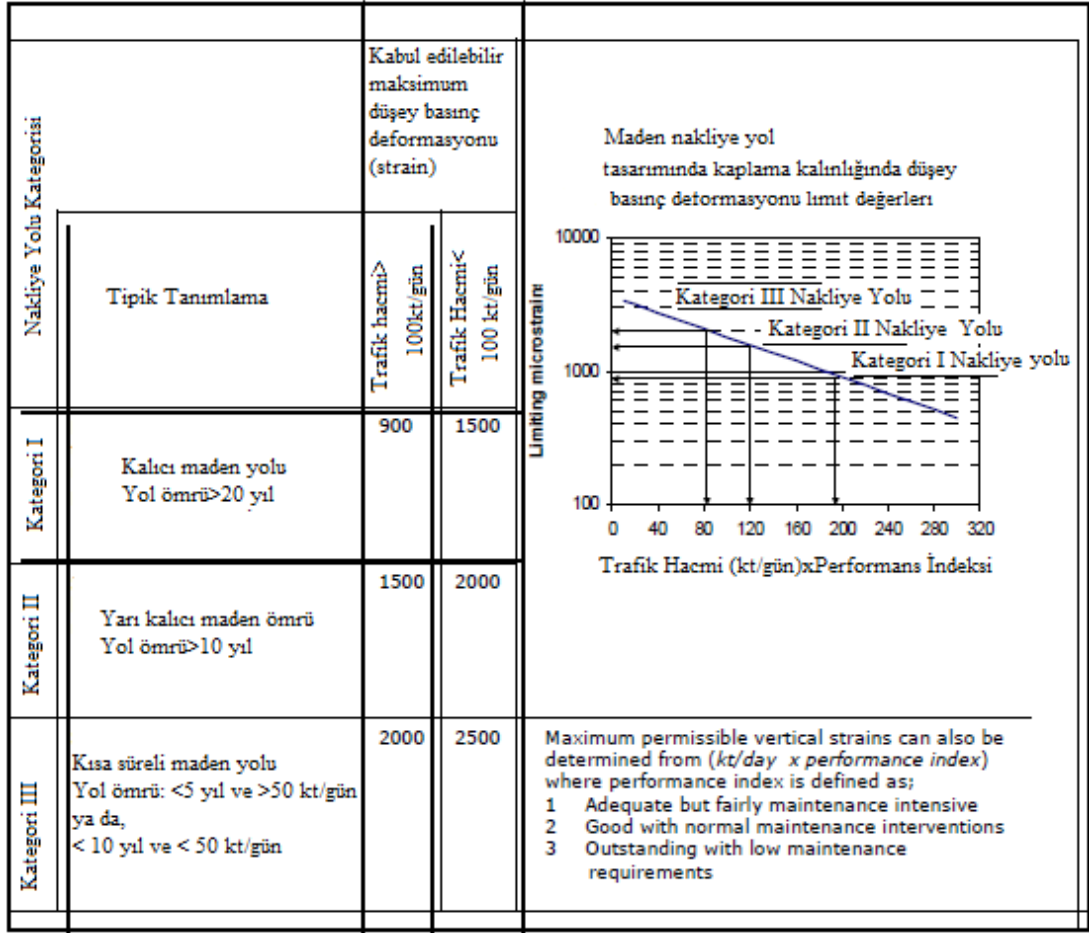 Nakliye Yolu Kategorisi
Kabul edilebilir
maksimum
düşey basınç
deformasyonu
(strain)
Tipik Tanımlama
Trafik hacmi>
100kt/gün
Trafik Hacmi<
100 kt/gün
Kategori I
Kalıcı maden yolu
Yol ömrü>20 yıl
900
1500
Kategori II
Yarı kalıcı maden ömrü
Yol ömrü>10 yıl
1500
2000
Kategori III
Kısa süreli maden yolu
Yol ömrü: <5 yıl ve >50 kt/gün
ya da,
< 10 yıl ve < 50 kt/gün
2000
2500
Maden nakliye yol
tasarımında kaplama kalınlığında düşey
basınç deformasyonu lımıt değerlerı
Limiting microstrains
10000
1000
100
Kategori III Nakliye Yolu
Kategori II Nakliye Yolu
Kategori I Nakliye yolu
0 40 80 120 160 200 240 280 320
Trafik Hacmi (kt/gün)xPerformans İndeksi
Maximum permissible vertical strains can also be
determined from (kt/day x performance index)
where performance index is defined as;
1 Adequate but fairly maintenance intensive
2 Good with normal maintenance interventions
3 Outstanding with low maintenance
requirements